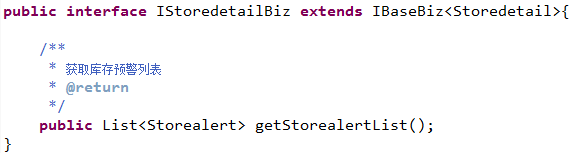 public interface IStoredetailBiz extends IBaseBiz<Storedetail>{
/**
* 获取库存预警列表
* @return
*/
public List<Storealert> getStorealertList();
}